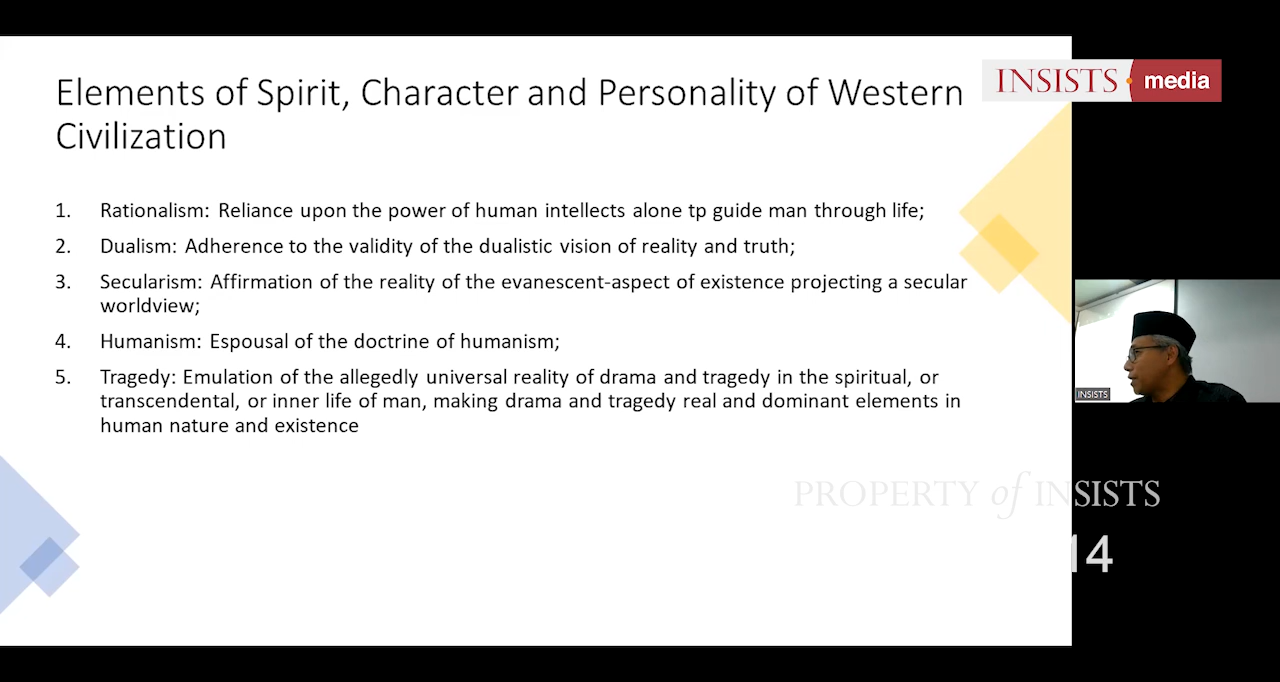 Elements of Spirit, Character and Personality of Western
Civilization
INSISTS media
1. Rationalism: Reliance upon the power of human intellects alone tp guide man through life;
2. Dualism: Adherence to the validity of the dualistic vision of reality and truth;
3. Secularism: Affirmation of the reality of the evanescent-aspect of existence projecting a secular
worldview;
4. Humanism: Espousal of the doctrine of humanism;
5. Tragedy: Emulation of the allegedly universal reality of drama and tragedy in the spiritual, or
transcendental, or inner life of man, making drama and tragedy real and dominant elements in
human nature and existence
INSISTS
PROPERTY of INSISTS
14